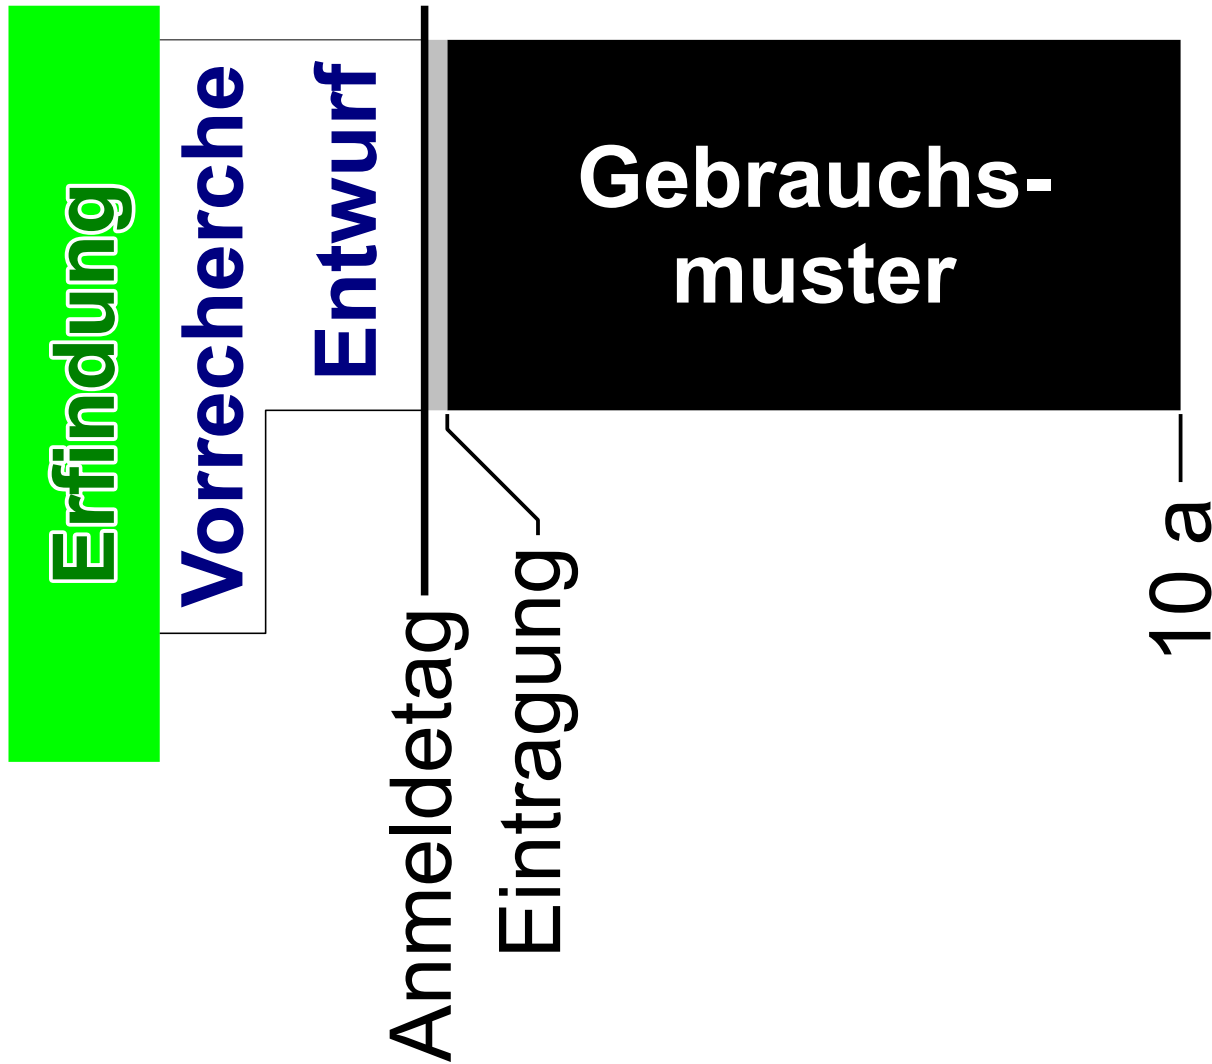 Erfindung
Vorrecherche
Entwurf
Gebrauchs-
muster
Anmeldetag
Eintragung
10 a